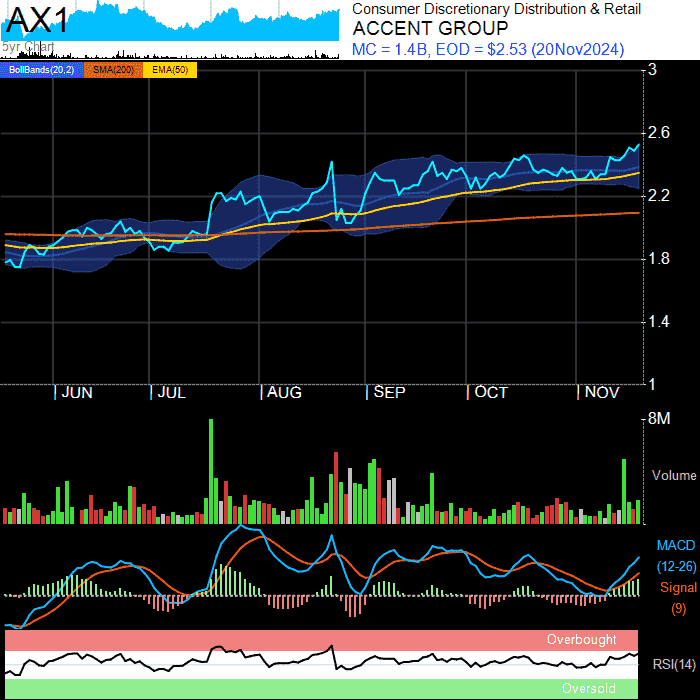 AX1
5yr Chart
Consumer Discretionary Distribution & Retail
ACCENT GROUP
MC = 1.4B, EOD = $2.53 (20Nov2024)
BollBands(20,2) SMA(200) EMA(50)
3
2.6
2.2
1.8
1.4
1
| JUN | JUL | AUG | SEP | OCT | NOV
8M
Volume
MACD
(12-26)
Signal
(9)
Overbought
RSI(14)
Oversold